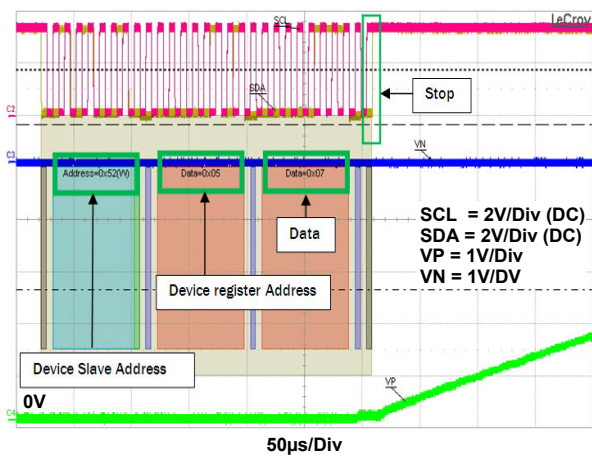 LeCroy
SCL
SDA
Stop
C2
C3
VN
Address=0x52(W)
Data=0x05
Data=0x07
Data
SCL = 2V/Div (DC)
SDA = 2V/Div (DC)
VP = 1V/Div
VN = 1V/DV
Device register Address
Device Slave Address
0V
VP
C4
50µs/Div